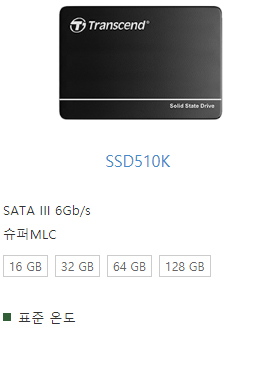 Transcend
Solid State Drive
SSD510K
SATA III 6Gb/s
슈퍼MLC
16 GB 32 GB 64 GB 128 GB
표준 온도